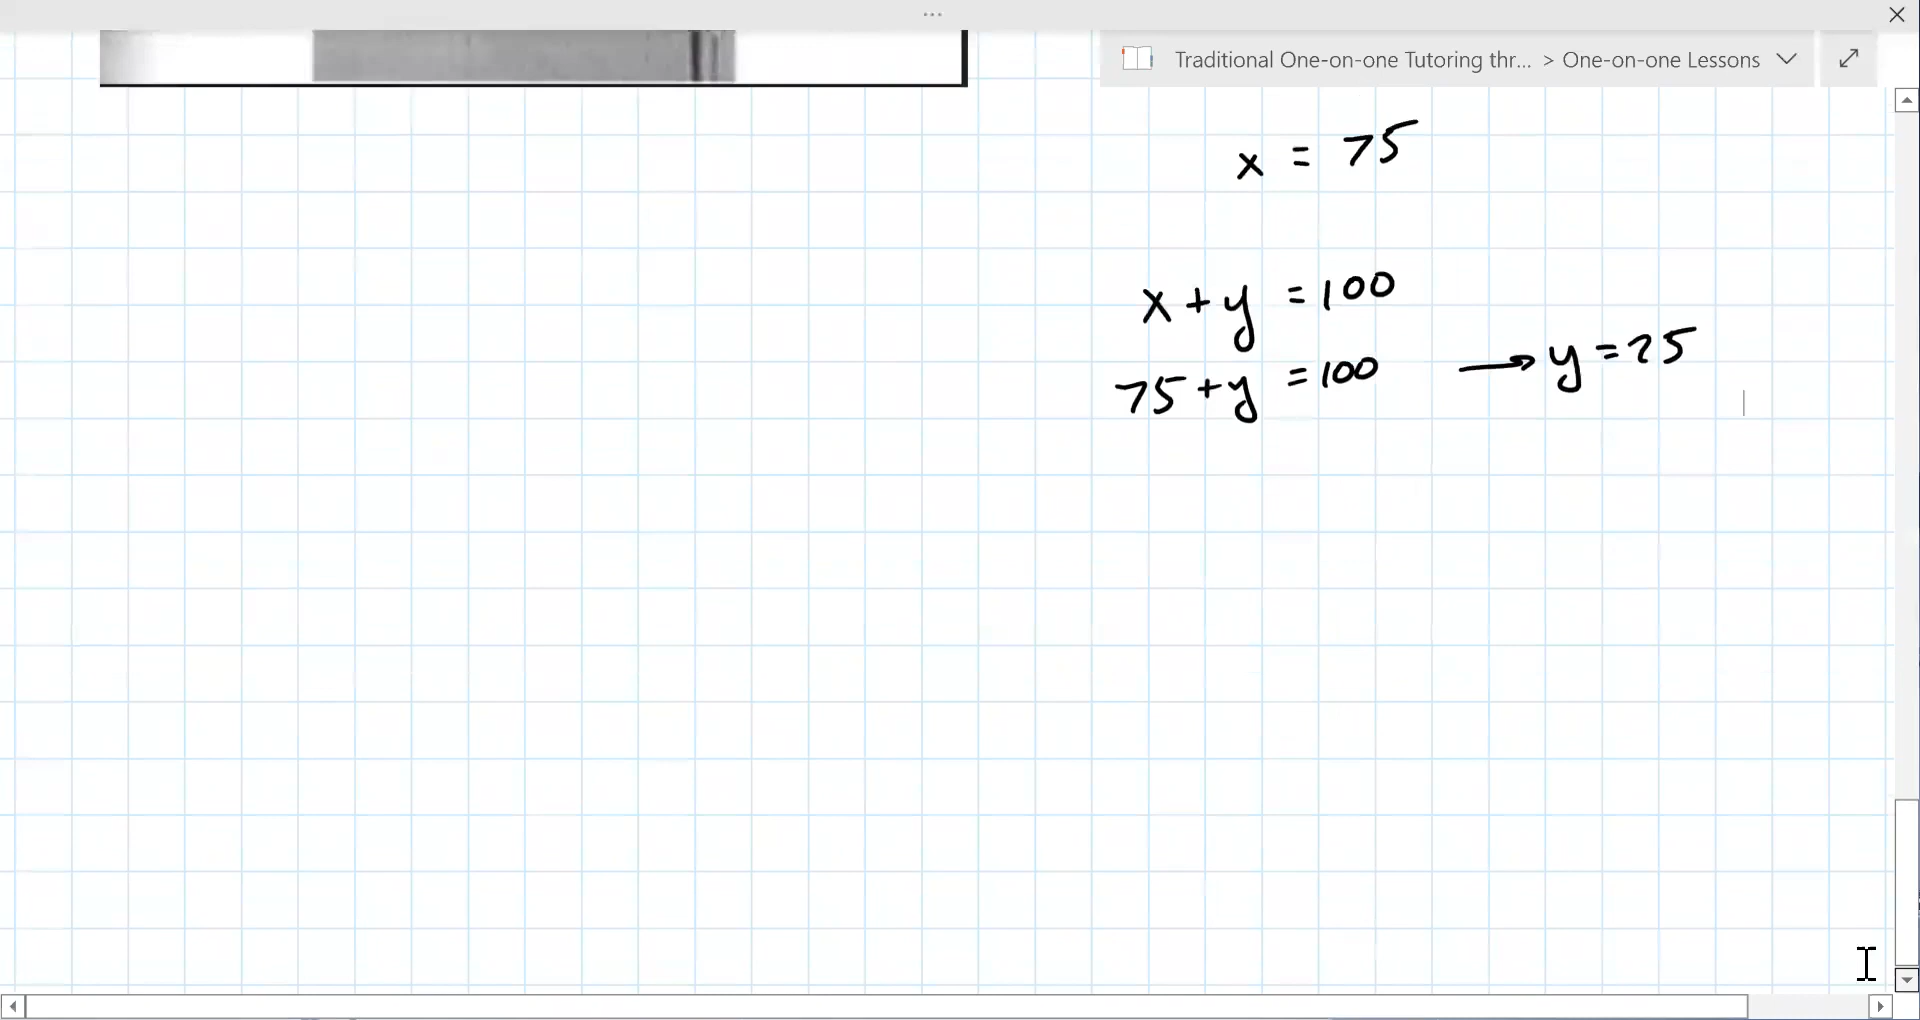 Traditional One-on-one Tutoring thr... > One-on-one Lessons
x = 75
x + y = 100
75 + y = 100 → y = 25